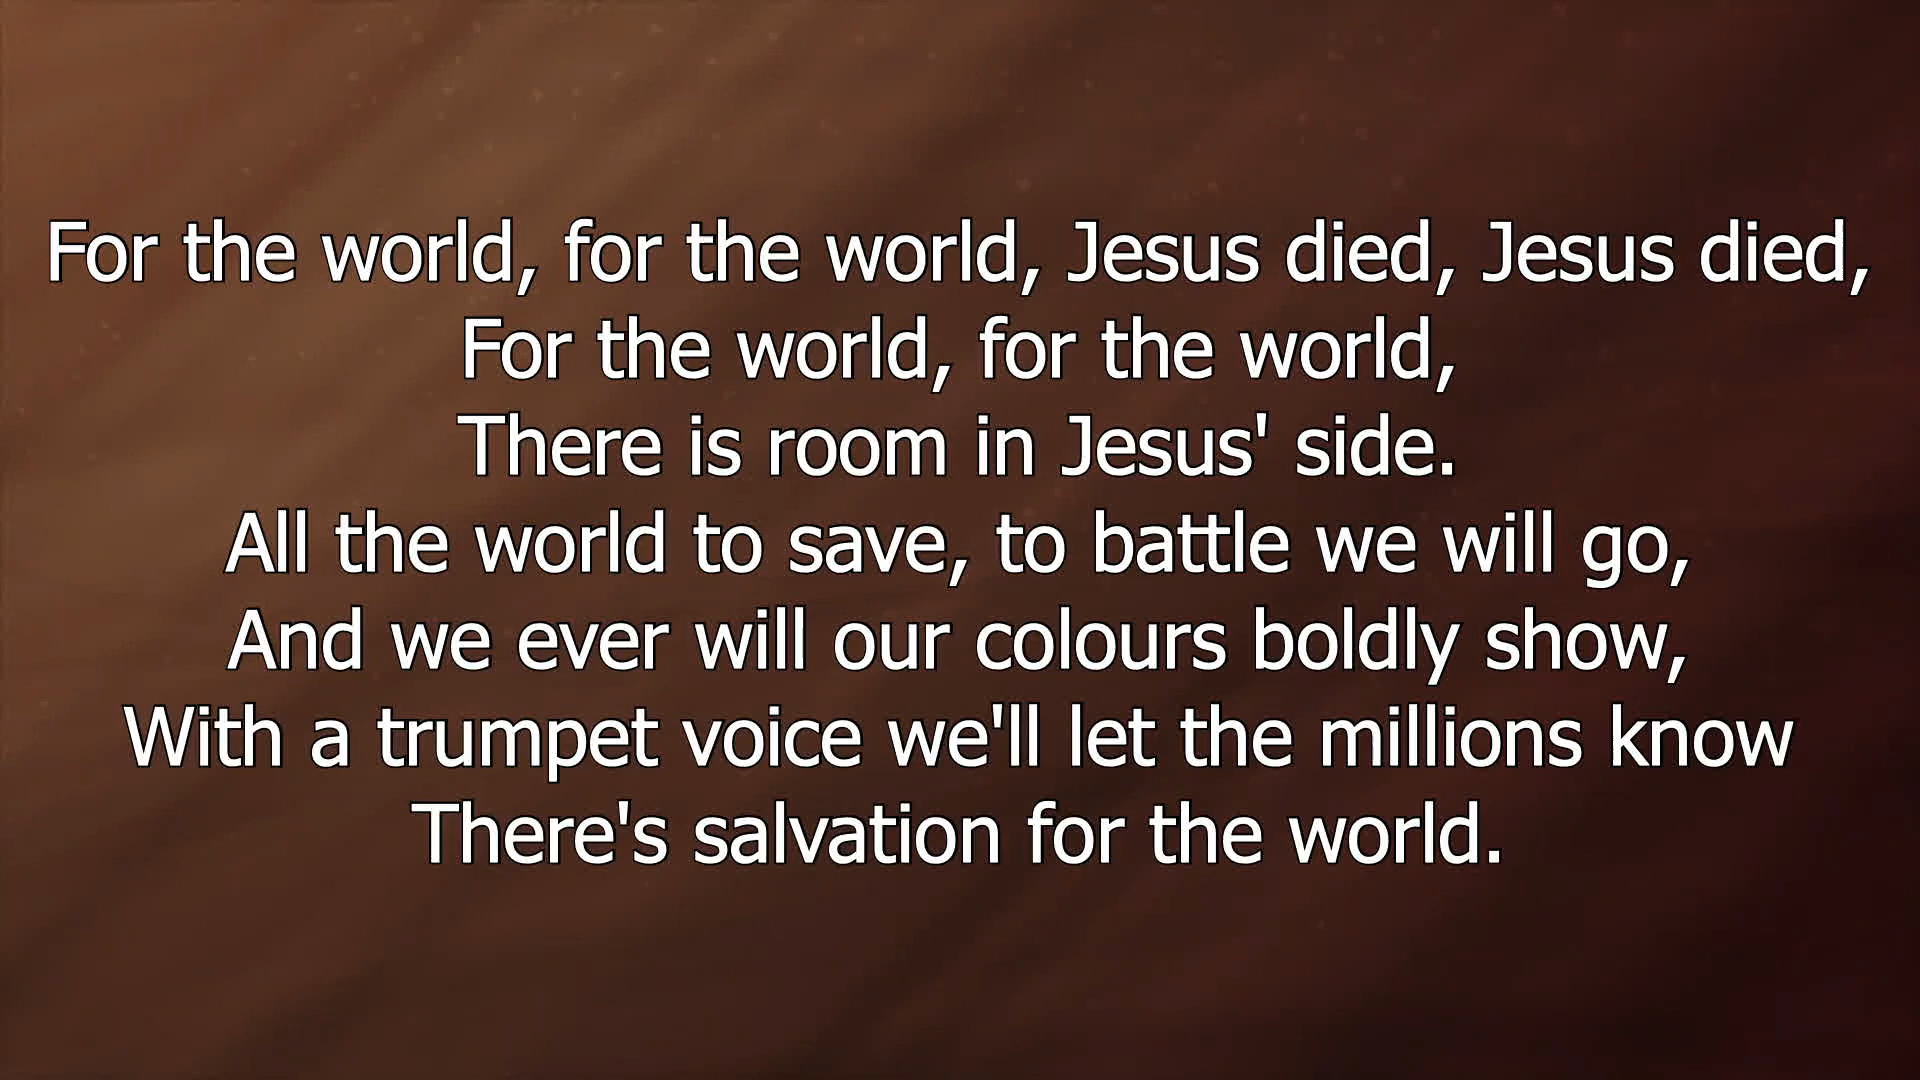 For the world, for the world, Jesus died, Jesus died,
For the world, for the world,
There is room in Jesus' side.
All the world to save, to battle we will go,
And we ever will our colours boldly show,
With a trumpet voice we'll let the millions know
There's salvation for the world.